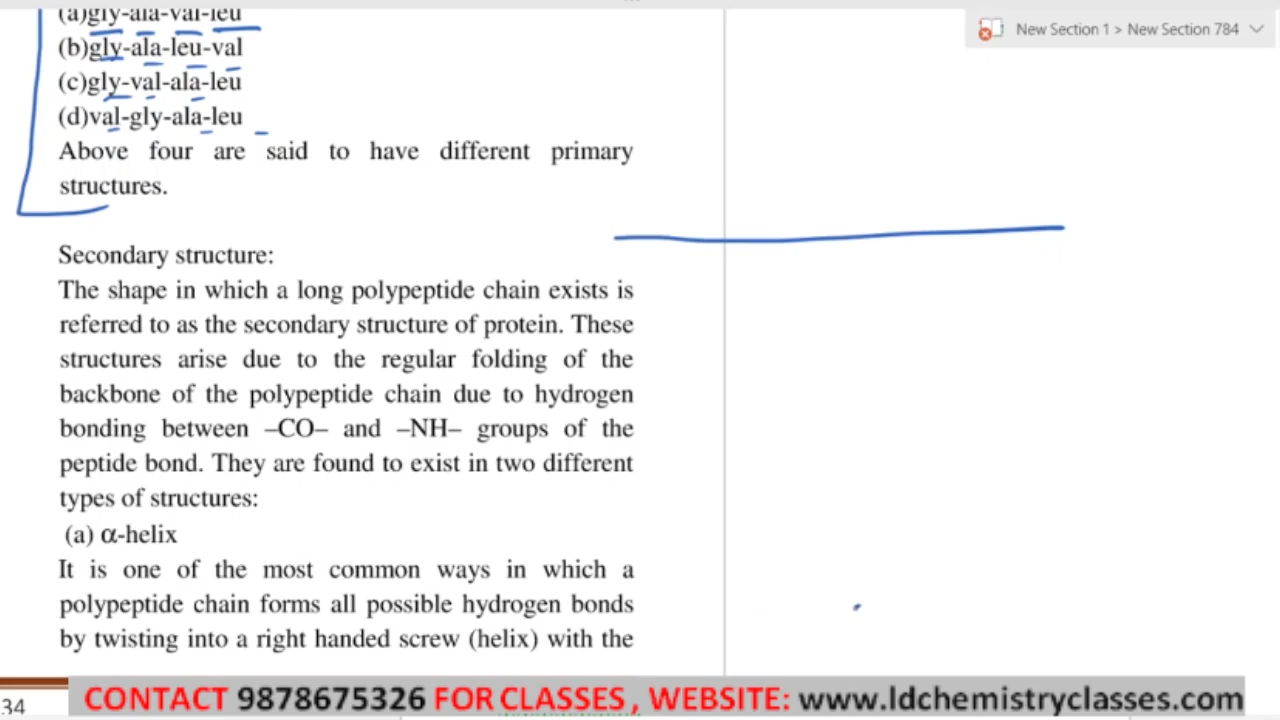 (a)gly-ala-val-leu
(b)gly-ala-leu-val
(c)gly-val-ala-leu
(d)val-gly-ala-leu
Above four are said to have different primary
structures.
Secondary structure:
The shape in which a long polypeptide chain exists is
referred to as the secondary structure of protein. These
structures arise due to the regular folding of the
backbone of the polypeptide chain due to hydrogen
bonding between –CO– and –NH– groups of the
peptide bond. They are found to exist in two different
types of structures:
(a) α-helix
It is one of the most common ways in which a
polypeptide chain forms all possible hydrogen bonds
by twisting into a right handed screw (helix) with the
New Section 1 > New Section 784
34
CONTACT 9878675326 FOR CLASSES , WEBSITE: www.ldchemistryclasses.com